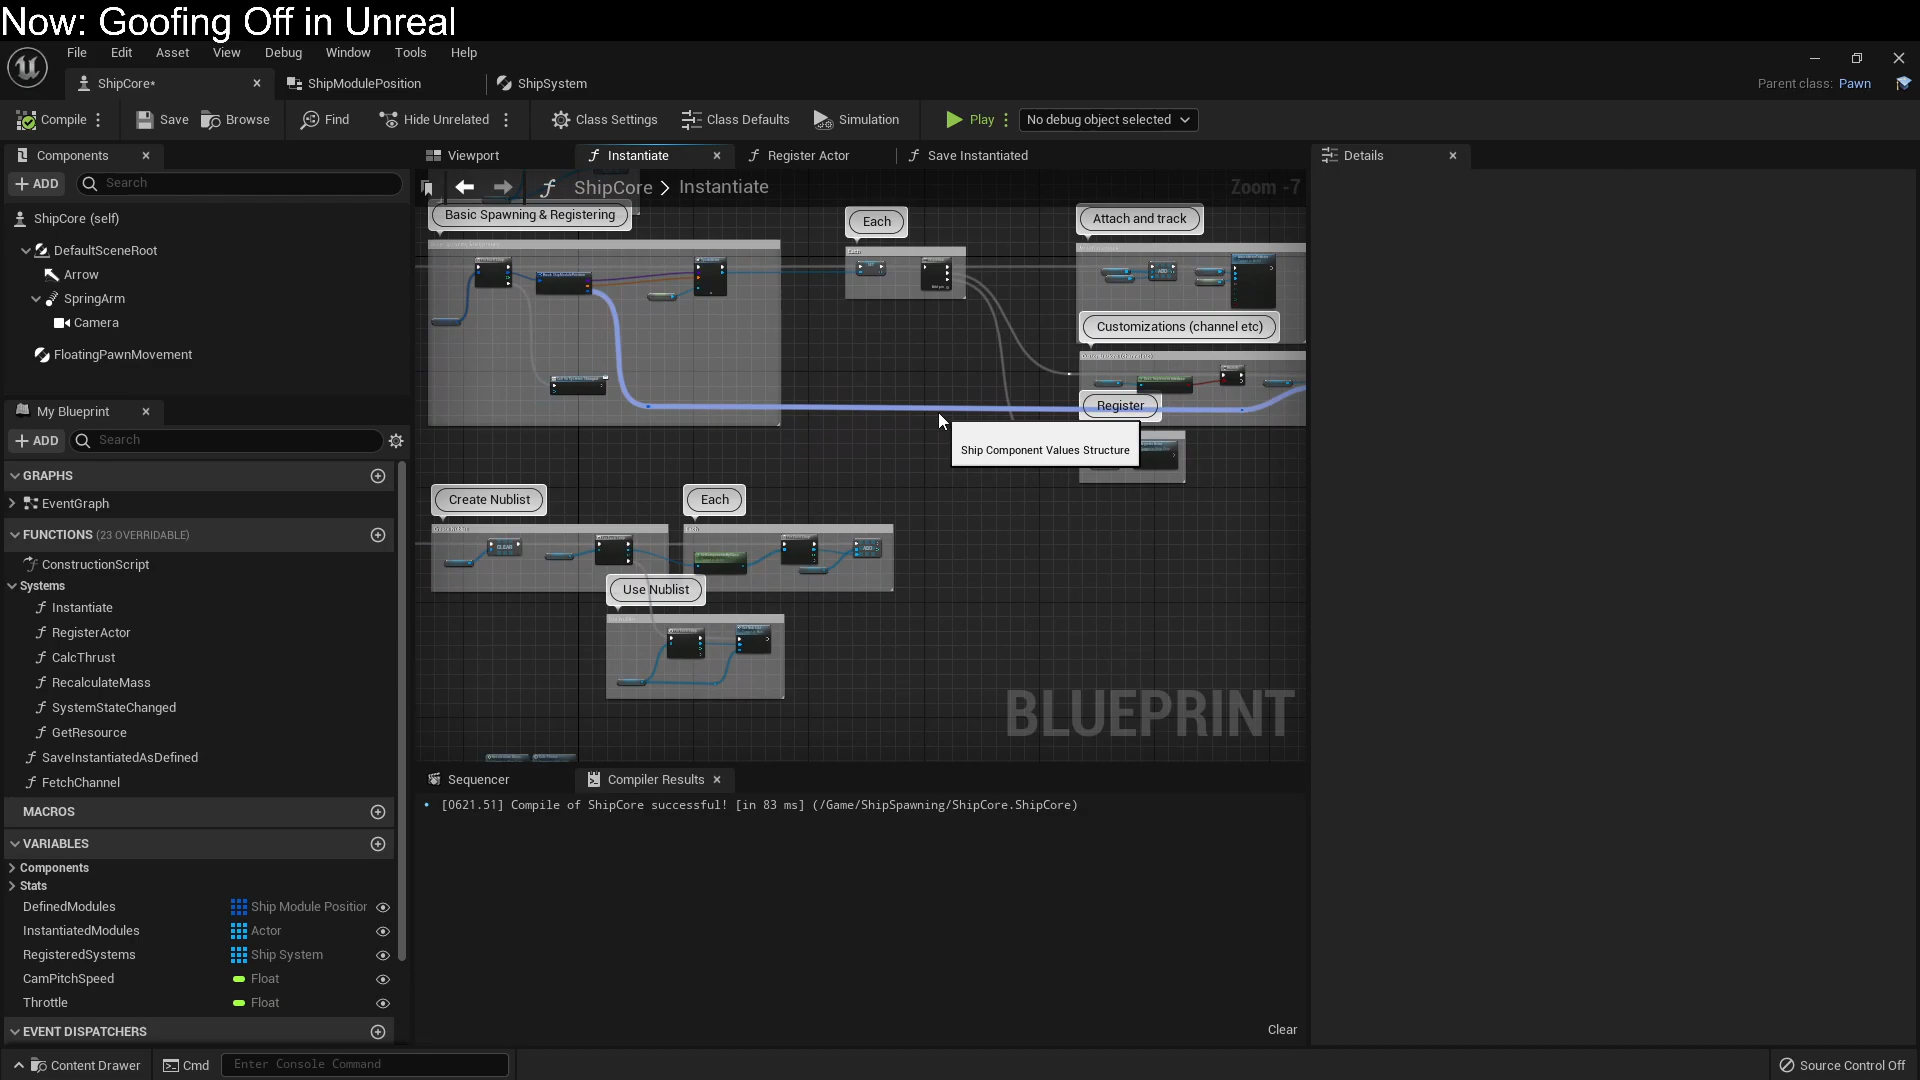 Now: Goofing Off in Unreal
File Edit Asset View Debug Window Tools Help
ShipCore* ShipModulePosition ShipSystem
Parent class: Pawn
Compile Save Browse Find Hide Unrelated Class Settings Class Defaults Simulation Play No debug object selected
Components
Viewport Instantiate Register Actor Save Instantiated
Details
ADD Search
ShipCore > Instantiate
Zoom -7
ShipCore (self)
DefaultSceneRoot
Arrow
SpringArm
Camera
FloatingPawnMovement
My Blueprint
ADD Search
GRAPHS
EventGraph
FUNCTIONS (23 OVERRIDABLE)
ConstructionScript
Systems
Instantiate
RegisterActor
CalcThrust
RecalculateMass
SystemStateChanged
GetResource
SaveInstantiatedAsDefined
FetchChannel
MACROS
VARIABLES
Components
Stats
DefinedModules Ship Module Position
InstantiatedModules Actor
RegisteredSystems Ship System
CamPitchSpeed Float
Throttle Float
EVENT DISPATCHERS
Basic Spawning & Registering
Each
Attach and track
ADD
Customizations (channel etc)
Register
Ship Component Values Structure
Create Nublist
Each
CLEAR
ADD
Use Nublist
BLUEPRINT
Sequencer Compiler Results
[0621.51] Compile of ShipCore successful! [in 83 ms] (/Game/ShipSpawning/ShipCore.ShipCore)
Clear
Content Drawer Cmd Enter Console Command
Source Control Off